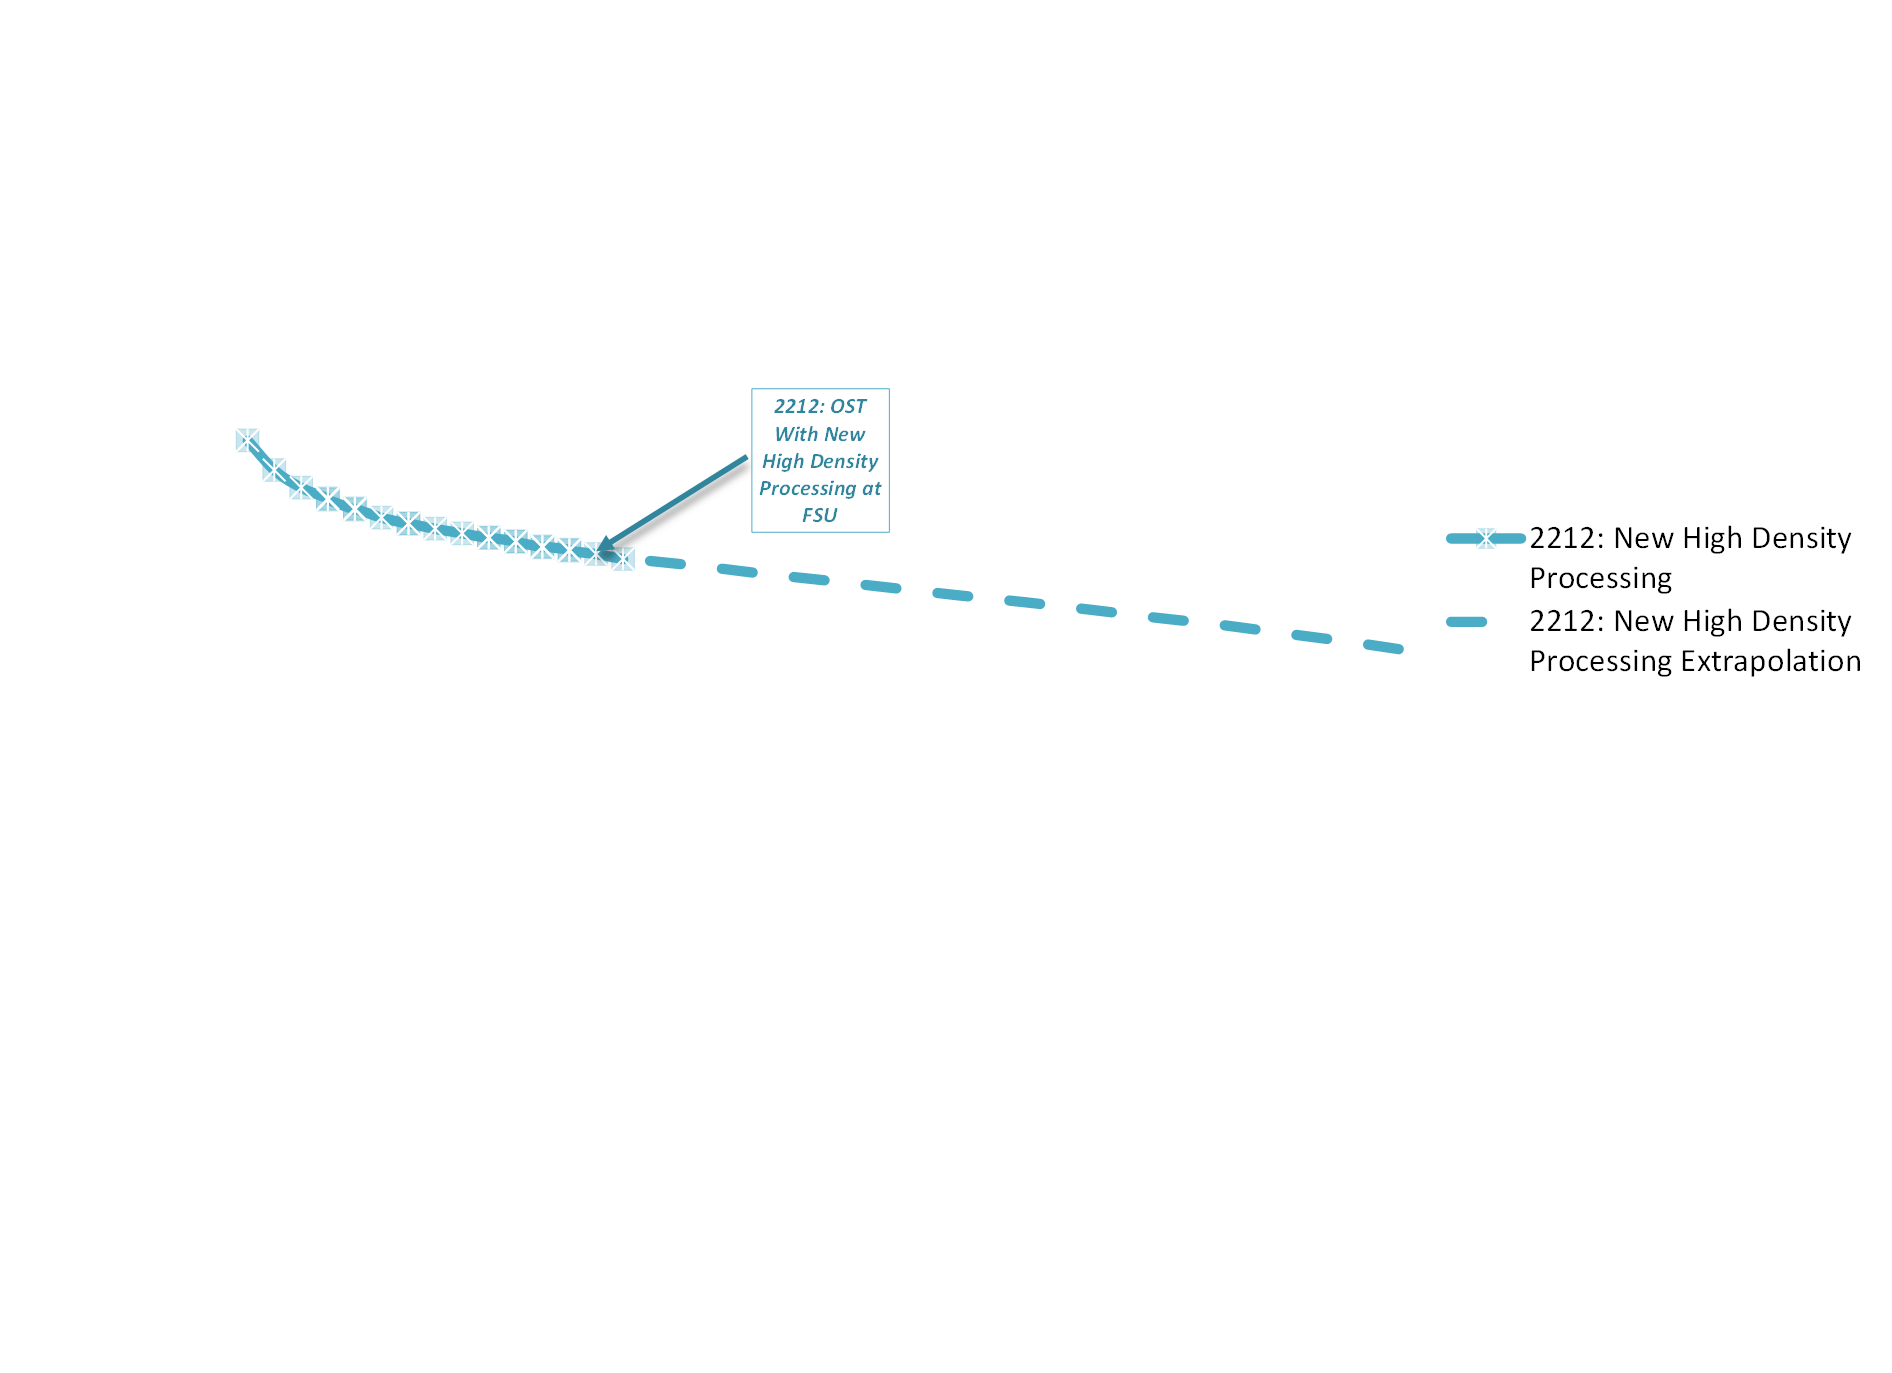 2212: OST
With New
High Density
Processing at
FSU
2212: New High Density
Processing
2212: New High Density
Processing Extrapolation